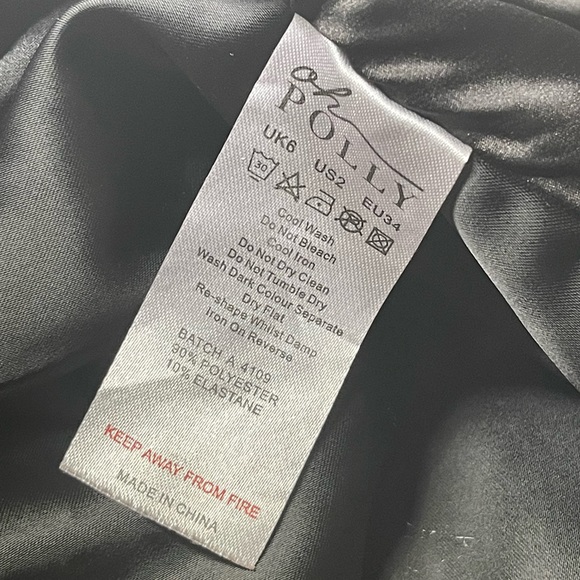 oh
POLLY
UK6 US2 EU34
30
Cool Wash
Do Not Bleach
Cool Iron
Do Not Dry Clean
Do Not Tumble Dry
Wash Dark Colour Separate
Dry Flat
Re-shape Whilst Damp
Iron On Reverse
BATCH A 4109
90% POLYESTER
10% ELASTANE
KEEP AWAY FROM FIRE
MADE IN CHINA